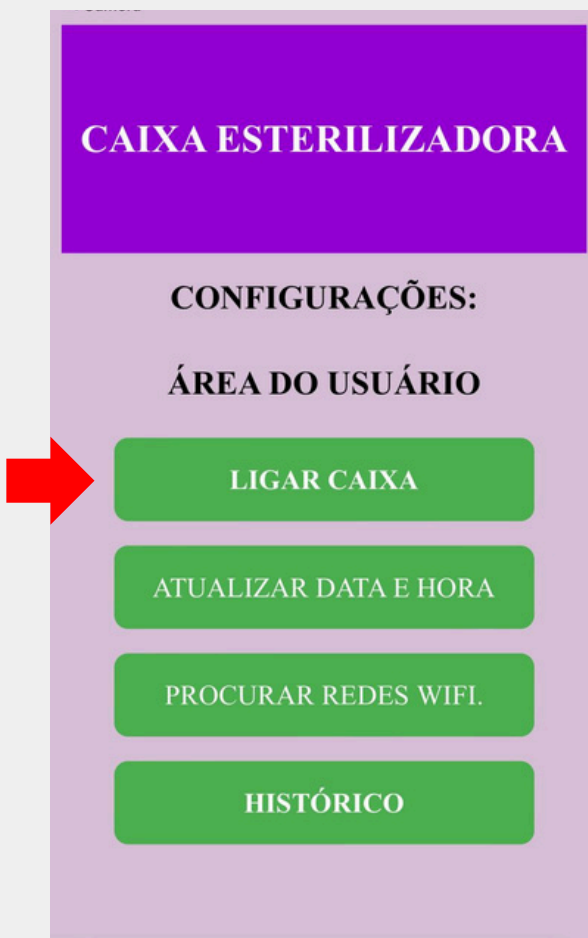 CAIXA ESTERILIZADORA
CONFIGURAÇÕES:
ÁREA DO USUÁRIO
LIGAR CAIXA
ATUALIZAR DATA E HORA
PROCURAR REDES WIFI.
HISTÓRICO